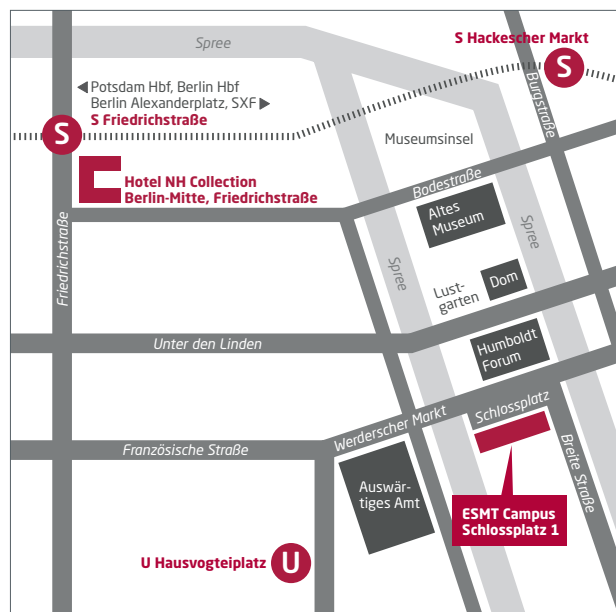 Spree
S Hackescher Markt
S
◄Potsdam Hbf, Berlin Hbf
Berlin Alexanderplatz, SXF►
S Friedrichstraße
S
Burgstraße
Museumsinsel
Hotel NH Collection
Berlin-Mitte, Friedrichstraße
Bodestraße
Altes
Museum
Friedrichstraße
Spree
Spree
Lust-
garten
Dom
Unter den Linden
Humboldt
Forum
Werderscher Markt
Schlossplatz
Französische Straße
Breite Straße
Auswär-
tiges Amt
ESMT Campus
Schlossplatz 1
U Hausvogteiplatz
U